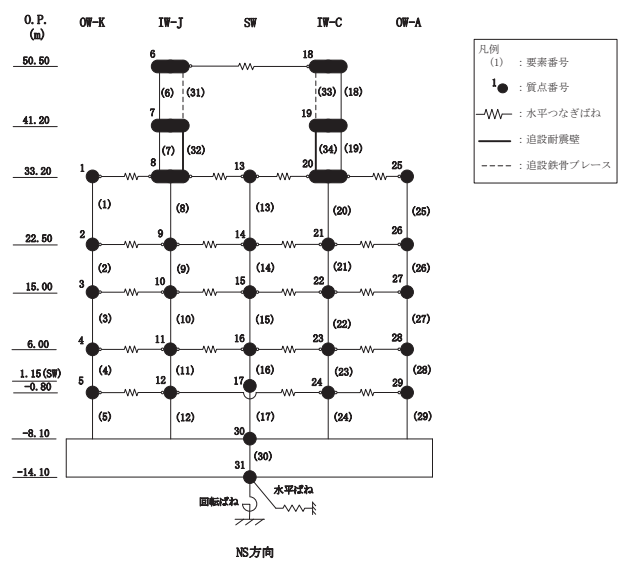 O.P.
(m)
OW-K IW-J SW IW-C OW-A
凡例
(1) : 要素番号
1 : 質点番号
: 水平つなぎばね
: 追設耐震壁
: 追設鉄骨ブレース
50.50 6 18
(6) (31) (33) (18)
41.20 7 19
(7) (32) (34) (19)
33.20 1 8 13 20 25
(1) (8) (13) (20) (25)
22.50 2 9 14 21 26
(2) (9) (14) (21) (26)
15.00 3 10 15 22 27
(3) (10) (15) (22) (27)
6.00 4 11 16 23 28
(4) (11) (16) (23) (28)
1.15(SW) 17
-0.80 5 12 24 29
(5) (12) (17) (24) (29)
-8.10 30
(30)
-14.10 31
水平ばね
回転ばね
NS方向